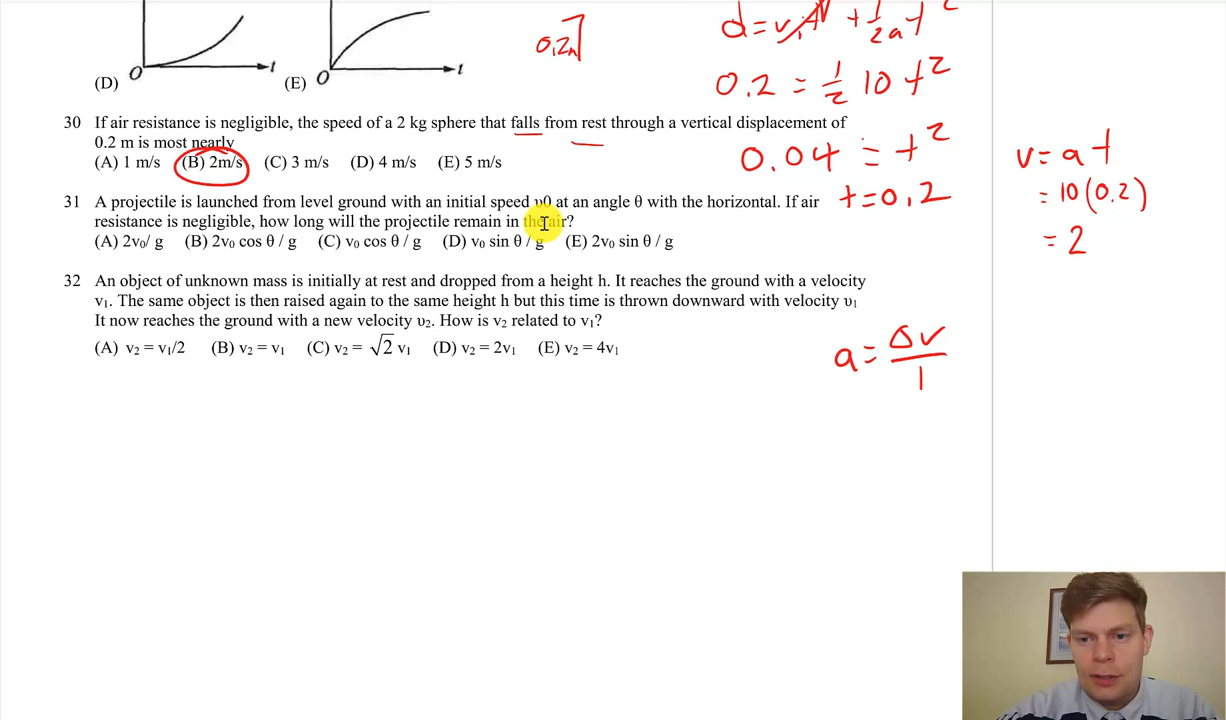 O
t
O
t
(D)
(E)
0.2m
d = v₁t + 1/2 a t²
0.2 = 1/2 10 t²
30 If air resistance is negligible, the speed of a 2 kg sphere that falls from rest through a vertical displacement of
0.2 m is most nearly
(A) 1 m/s (B) 2m/s (C) 3 m/s (D) 4 m/s (E) 5 m/s
0.04 = t²
t = 0.2
v = a t
= 10 (0.2)
= 2
31 A projectile is launched from level ground with an initial speed υ0 at an angle θ with the horizontal. If air
resistance is negligible, how long will the projectile remain in the air?
(A) 2v₀/ g (B) 2v₀ cos θ / g (C) v₀ cos θ / g (D) v₀ sin θ / g (E) 2v₀ sin θ / g
32 An object of unknown mass is initially at rest and dropped from a height h. It reaches the ground with a velocity
v₁. The same object is then raised again to the same height h but this time is thrown downward with velocity υ₁
It now reaches the ground with a new velocity υ₂. How is v₂ related to v₁?
(A) v₂ = v₁/2 (B) v₂ = v₁ (C) v₂ = √2 v₁ (D) v₂ = 2v₁ (E) v₂ = 4v₁
a = Δv